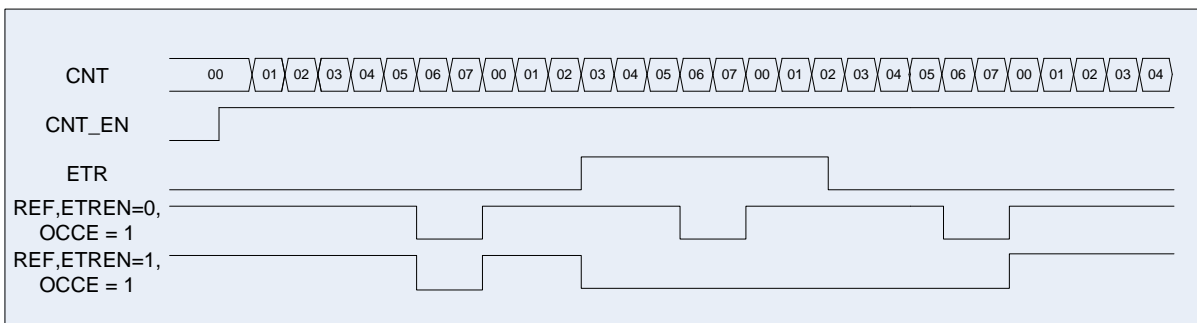 CNT 00 01 02 03 04 05 06 07 00 01 02 03 04 05 06 07 00 01 02 03 04 05 06 07 00 01 02 03 04
CNT_EN
ETR
REF,ETREN=0,
OCCE = 1
REF,ETREN=1,
OCCE = 1